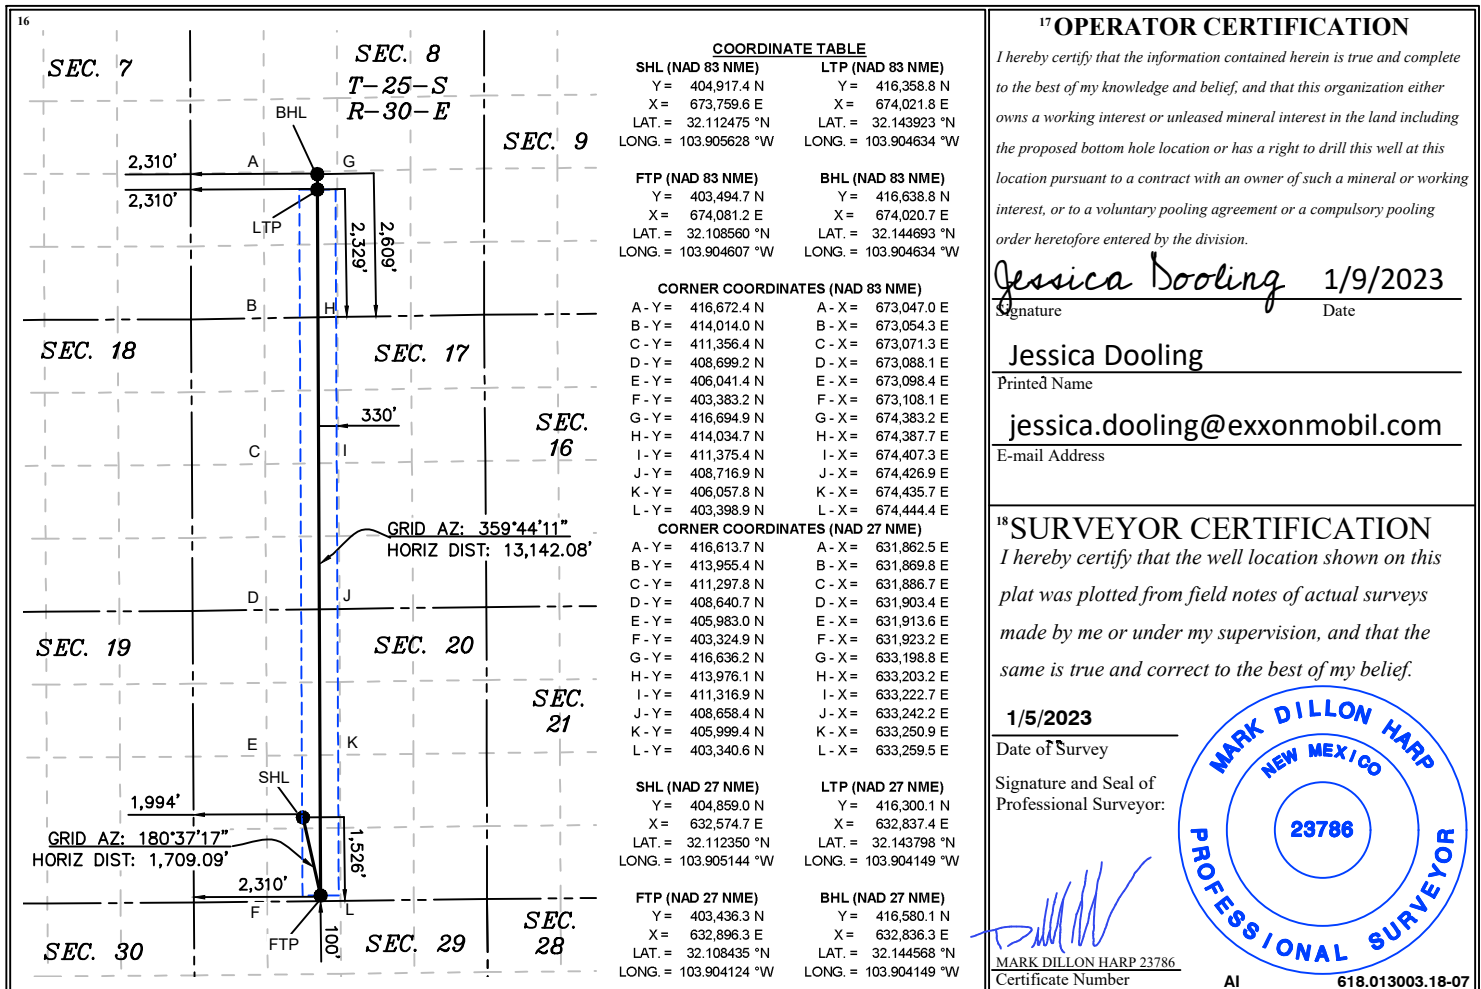 16
SEC. 7
SEC. 8
T-25-S
R-30-E
BHL
SEC. 9
2,310'
A
G
2,310'
LTP
2,329'
2,609'
B
H
SEC. 18
SEC. 17
330'
SEC.
16
C
I
GRID AZ: 359°44'11"
HORIZ DIST: 13,142.08'
D
J
SEC. 19
SEC. 20
SEC.
21
E
K
SHL
1,994'
GRID AZ: 180°37'17"
HORIZ DIST: 1,709.09'
1,526'
2,310'
F
L
FTP
100'
SEC. 30
SEC. 29
SEC.
28
COORDINATE TABLE
SHL (NAD 83 NME)
Y = 404,917.4 N
X = 673,759.6 E
LAT. = 32.112475 °N
LONG. = 103.905628 °W
LTP (NAD 83 NME)
Y = 416,358.8 N
X = 674,021.8 E
LAT. = 32.143923 °N
LONG. = 103.904634 °W
FTP (NAD 83 NME)
Y = 403,494.7 N
X = 674,081.2 E
LAT. = 32.108560 °N
LONG. = 103.904607 °W
BHL (NAD 83 NME)
Y = 416,638.8 N
X = 674,020.7 E
LAT. = 32.144693 °N
LONG. = 103.904634 °W
CORNER COORDINATES (NAD 83 NME)
A - Y = 416,672.4 N A - X = 673,047.0 E
B - Y = 414,014.0 N B - X = 673,054.3 E
C - Y = 411,356.4 N C - X = 673,071.3 E
D - Y = 408,699.2 N D - X = 673,088.1 E
E - Y = 406,041.4 N E - X = 673,098.4 E
F - Y = 403,383.2 N F - X = 673,108.1 E
G - Y = 416,694.9 N G - X = 674,383.2 E
H - Y = 414,034.7 N H - X = 674,387.7 E
I - Y = 411,375.4 N I - X = 674,407.3 E
J - Y = 408,716.9 N J - X = 674,426.9 E
K - Y = 406,057.8 N K - X = 674,435.7 E
L - Y = 403,398.9 N L - X = 674,444.4 E
CORNER COORDINATES (NAD 27 NME)
A - Y = 416,613.7 N A - X = 631,862.5 E
B - Y = 413,955.4 N B - X = 631,869.8 E
C - Y = 411,297.8 N C - X = 631,886.7 E
D - Y = 408,640.7 N D - X = 631,903.4 E
E - Y = 405,983.0 N E - X = 631,913.6 E
F - Y = 403,324.9 N F - X = 631,923.2 E
G - Y = 416,636.2 N G - X = 633,198.8 E
H - Y = 413,976.1 N H - X = 633,203.2 E
I - Y = 411,316.9 N I - X = 633,222.7 E
J - Y = 408,658.4 N J - X = 633,242.2 E
K - Y = 405,999.4 N K - X = 633,250.9 E
L - Y = 403,340.6 N L - X = 633,259.5 E
SHL (NAD 27 NME)
Y = 404,859.0 N
X = 632,574.7 E
LAT. = 32.112350 °N
LONG. = 103.905144 °W
LTP (NAD 27 NME)
Y = 416,300.1 N
X = 632,837.4 E
LAT. = 32.143798 °N
LONG. = 103.904149 °W
FTP (NAD 27 NME)
Y = 403,436.3 N
X = 632,896.3 E
LAT. = 32.108435 °N
LONG. = 103.904124 °W
BHL (NAD 27 NME)
Y = 416,580.1 N
X = 632,836.3 E
LAT. = 32.144568 °N
LONG. = 103.904149 °W
17 OPERATOR CERTIFICATION
I hereby certify that the information contained herein is true and complete
to the best of my knowledge and belief, and that this organization either
owns a working interest or unleased mineral interest in the land including
the proposed bottom hole location or has a right to drill this well at this
location pursuant to a contract with an owner of such a mineral or working
interest, or to a voluntary pooling agreement or a compulsory pooling
order heretofore entered by the division.
Jessica Dooling 1/9/2023
Signature Date
Jessica Dooling
Printed Name
jessica.dooling@exxonmobil.com
E-mail Address
18 SURVEYOR CERTIFICATION
I hereby certify that the well location shown on this
plat was plotted from field notes of actual surveys
made by me or under my supervision, and that the
same is true and correct to the best of my belief.
1/5/2023
Date of Survey
Signature and Seal of
Professional Surveyor:
MARK DILLON HARP
NEW MEXICO
23786
PROFESSIONAL SURVEYOR
MARK DILLON HARP 23786
Certificate Number
AI
618.013003.18-07